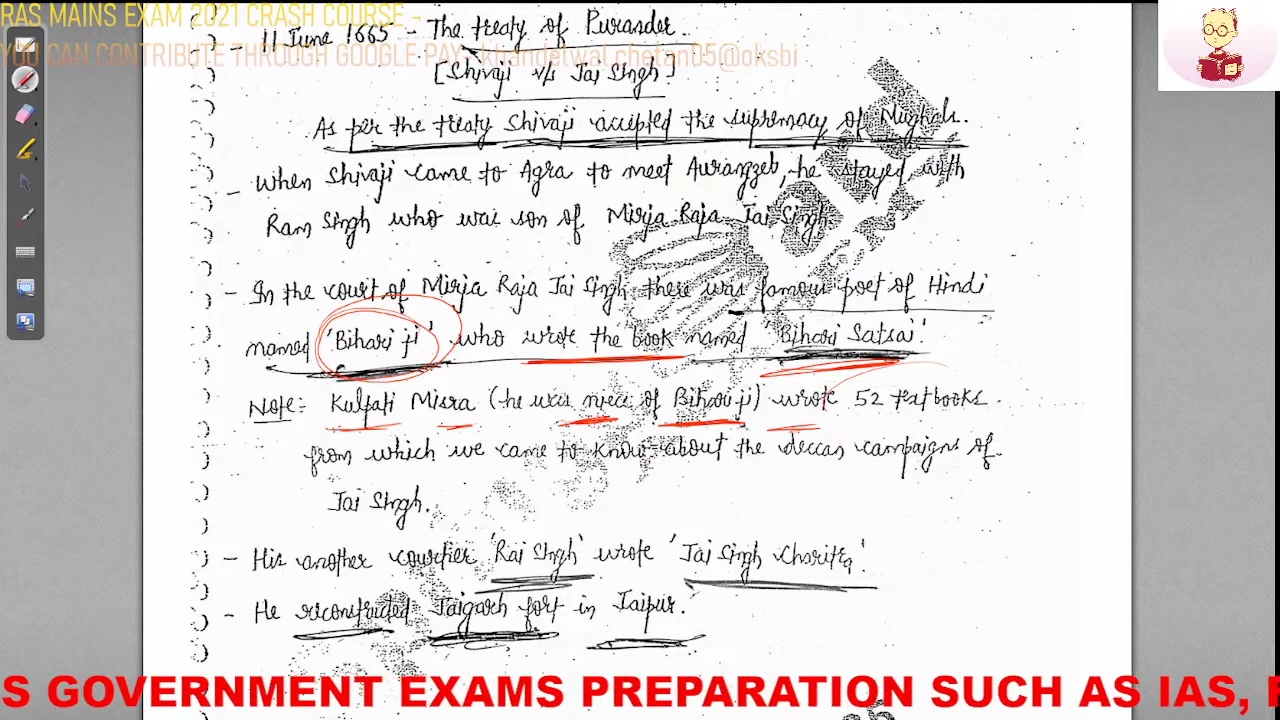 RAS MAINS EXAM 2021 CRASH COURSE -
YOU CAN CONTRIBUTE THROUGH GOOGLE PAY - khandelwal.chetan05@oksbi
11 June 1665 - The treaty of Purander.
[Shivaji v/s Jai Singh]
As per the treaty Shivaji accepted the supremacy of Mughals.
- When Shivaji came to Agra to meet Aurangzeb, he stayed with
Ram Singh who was son of Mirja Raja Jai Singh
- In the court of Mirja Raja Jai Singh there was famous poet of Hindi
named 'Bihari ji' who wrote the book named 'Bihari Satsai'.
Note: Kulpati Misra (he was niece of Bihari ji) wrote 52 textbooks
from which we came to know about the deccan campaigns of
Jai Singh.
- His another courtier 'Rai Singh' wrote 'Jai Singh Charitra'.
- He reconstructed Jaigarh fort in Jaipur.
S GOVERNMENT EXAMS PREPARATION SUCH AS IAS,